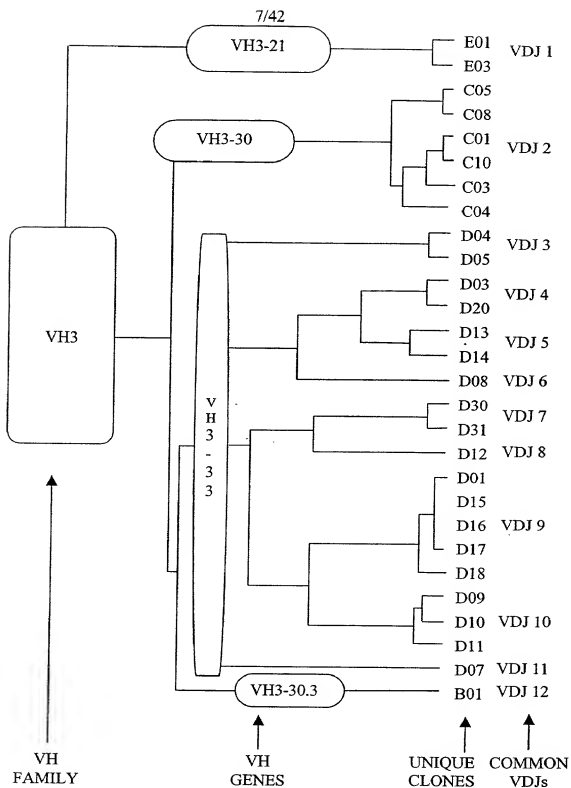 7/42
VH3-21
E01
VDJ 1
E03
C05
C08
VH3-30
C01
VDJ 2
C10
C03
C04
D04
VDJ 3
D05
D03
VDJ 4
D20
VH3
D13
VDJ 5
D14
D08
VDJ 6
VH3-33
D30
VDJ 7
D31
D12
VDJ 8
D01
D15
D16
VDJ 9
D17
D18
D09
D10
VDJ 10
D11
D07
VDJ 11
VH3-30.3
B01
VDJ 12
VH
FAMILY
VH
GENES
UNIQUE
CLONES
COMMON
VDJs